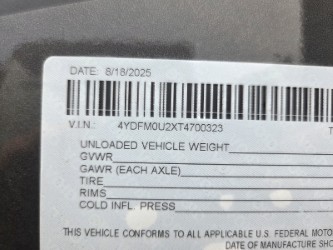 DATE: 8/18/2025
V.I.N.: 4YDFM0U2XT4700323
UNLOADED VEHICLE WEIGHT
GVWR
GAWR (EACH AXLE)
TIRE
RIMS
COLD INFL. PRESS
THIS VEHICLE CONFORMS TO ALL APPLICABLE U.S. FEDERAL MOTO
DATE OF MANUFACTURE SHO